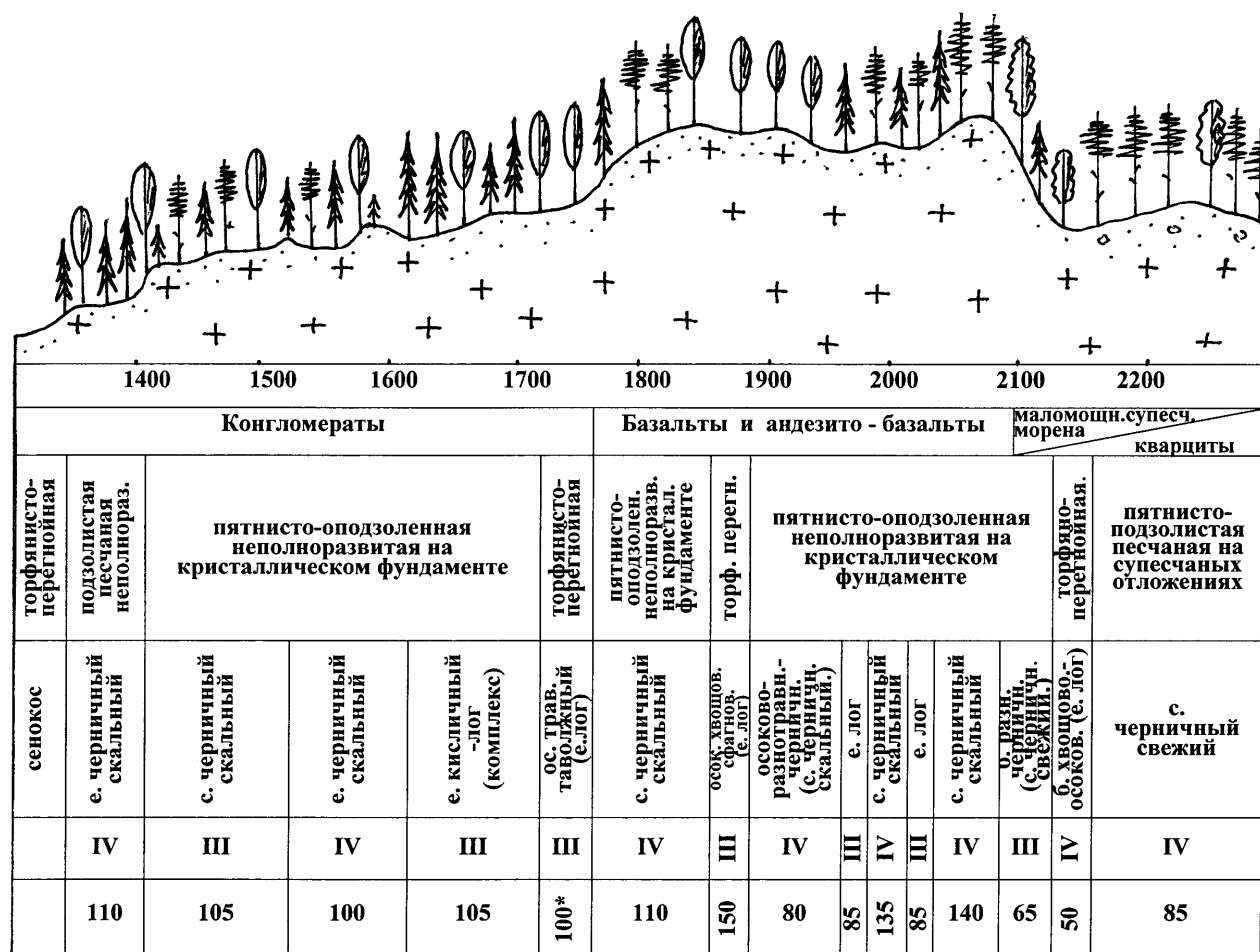 1400 1500 1600 1700 1800 1900 2000 2100 2200
Конгломераты
Базальты и андезито - базальты
маломощн.супесч.
морена
кварциты
торфянисто-
перегнойная
подзолистая
песчаная
неполнораз.
пятнисто-оподзоленная
неполноразвитая на
кристаллическом фундаменте
торфянисто-
перегнойная
пятнисто-
оподзолен.
неполноразв.
на кристал.
фундаменте
торф. перегн.
пятнисто-оподзоленная
неполноразвитая на
кристаллическом
фундаменте
торфяно-
перегнойная.
пятнисто-
подзолистая
песчаная на
супесчаных
отложениях
сенокос
е. черничный
скальный
с. черничный
скальный
е. черничный
скальный
е. кисличный
-лог
(комплекс)
ос. трав.
таволжный
(е.лог)
с. черничный
скальный
осок. хвощов.
сфагнов.
(е. лог)
осоково-
разнотравн.-
черничн.
(с. черничн.
скальный.)
е. лог
с. черничный
скальный
е. лог
с. черничный
скальный
о. разн.
черничн.
(с. черничн.
свежий.)
б. хвощово.-
осоков. (е. лог)
с.
черничный
свежий
IV III IV III III IV III IV III IV III IV III IV IV
110 105 100 105 100* 110 150 80 85 135 85 140 65 50 85